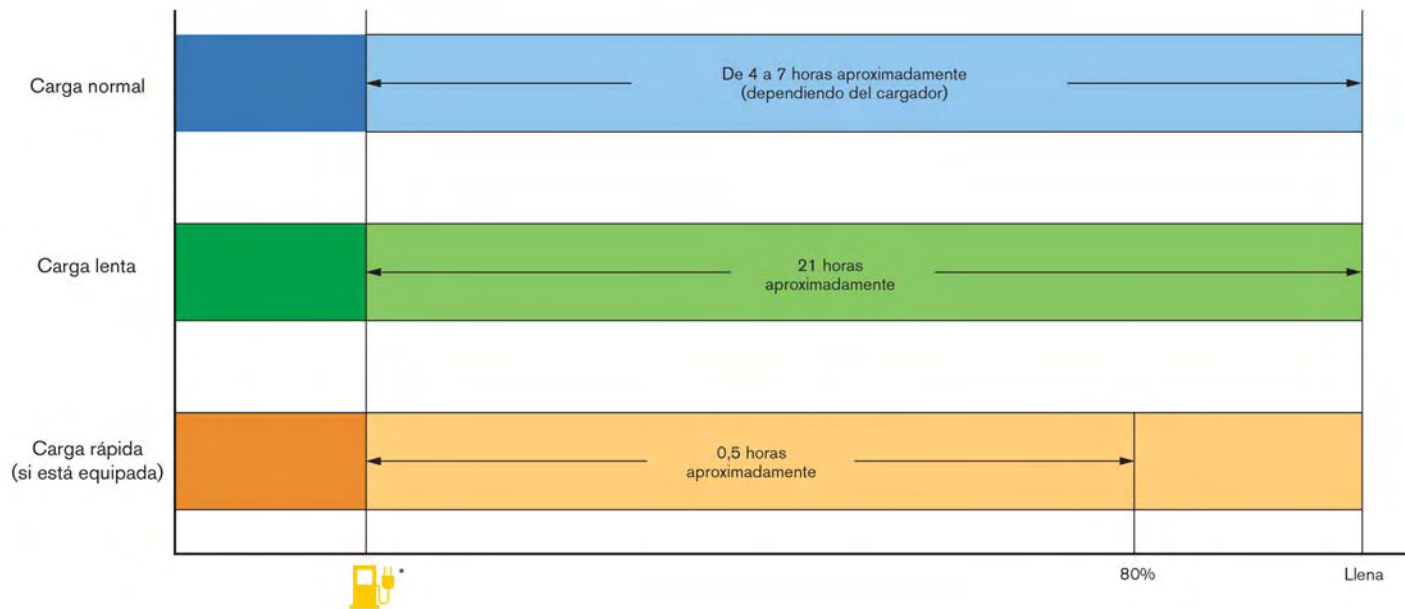 Carga normal
De 4 a 7 horas aproximadamente
(dependiendo del cargador)
Carga lenta
21 horas
aproximadamente
Carga rápida
(si está equipada)
0,5 horas
aproximadamente
*
80%
Llena